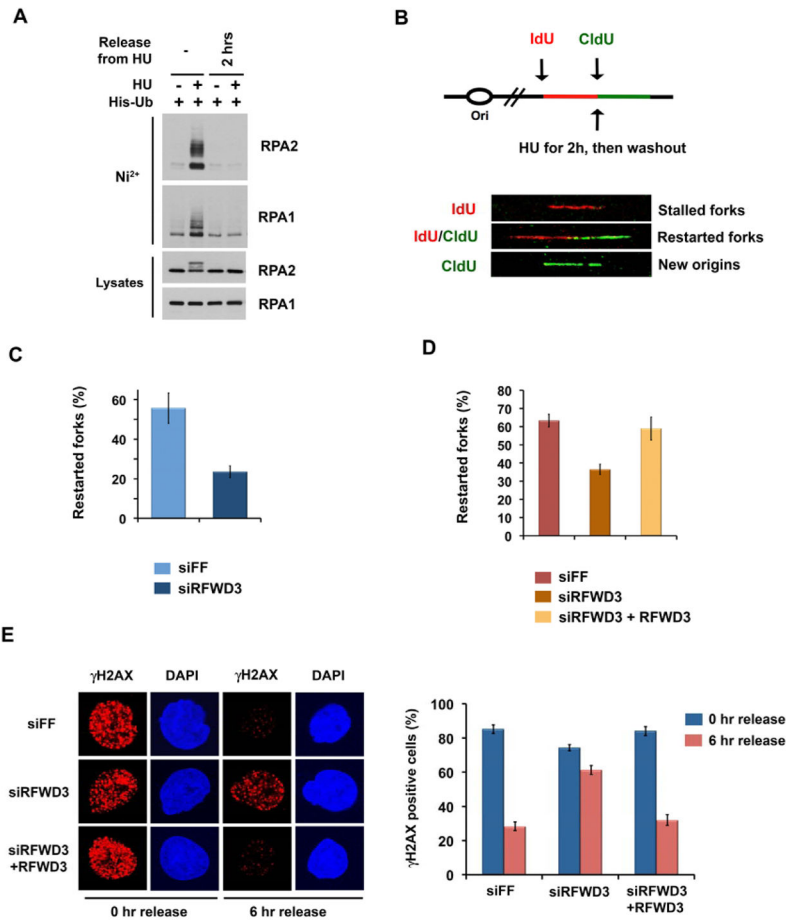 A
Release
from HU
-
2 hrs
HU - + - +
His-Ub + + + +
Ni2+
RPA2
RPA1
Lysates
RPA2
RPA1
B
IdU CldU
Ori
HU for 2h, then washout
IdU Stalled forks
IdU/CldU Restarted forks
CldU New origins
C
Restarted forks (%)
60
40
20
0
siFF
siRFWD3
D
Restarted forks (%)
80
70
60
50
40
30
20
10
0
siFF
siRFWD3
siRFWD3 + RFWD3
E
γH2AX DAPI γH2AX DAPI
siFF
siRFWD3
siRFWD3
+RFWD3
0 hr release 6 hr release
γH2AX positive cells (%)
100
80
60
40
20
0
0 hr release
6 hr release
siFF siRFWD3 siRFWD3
+RFWD3